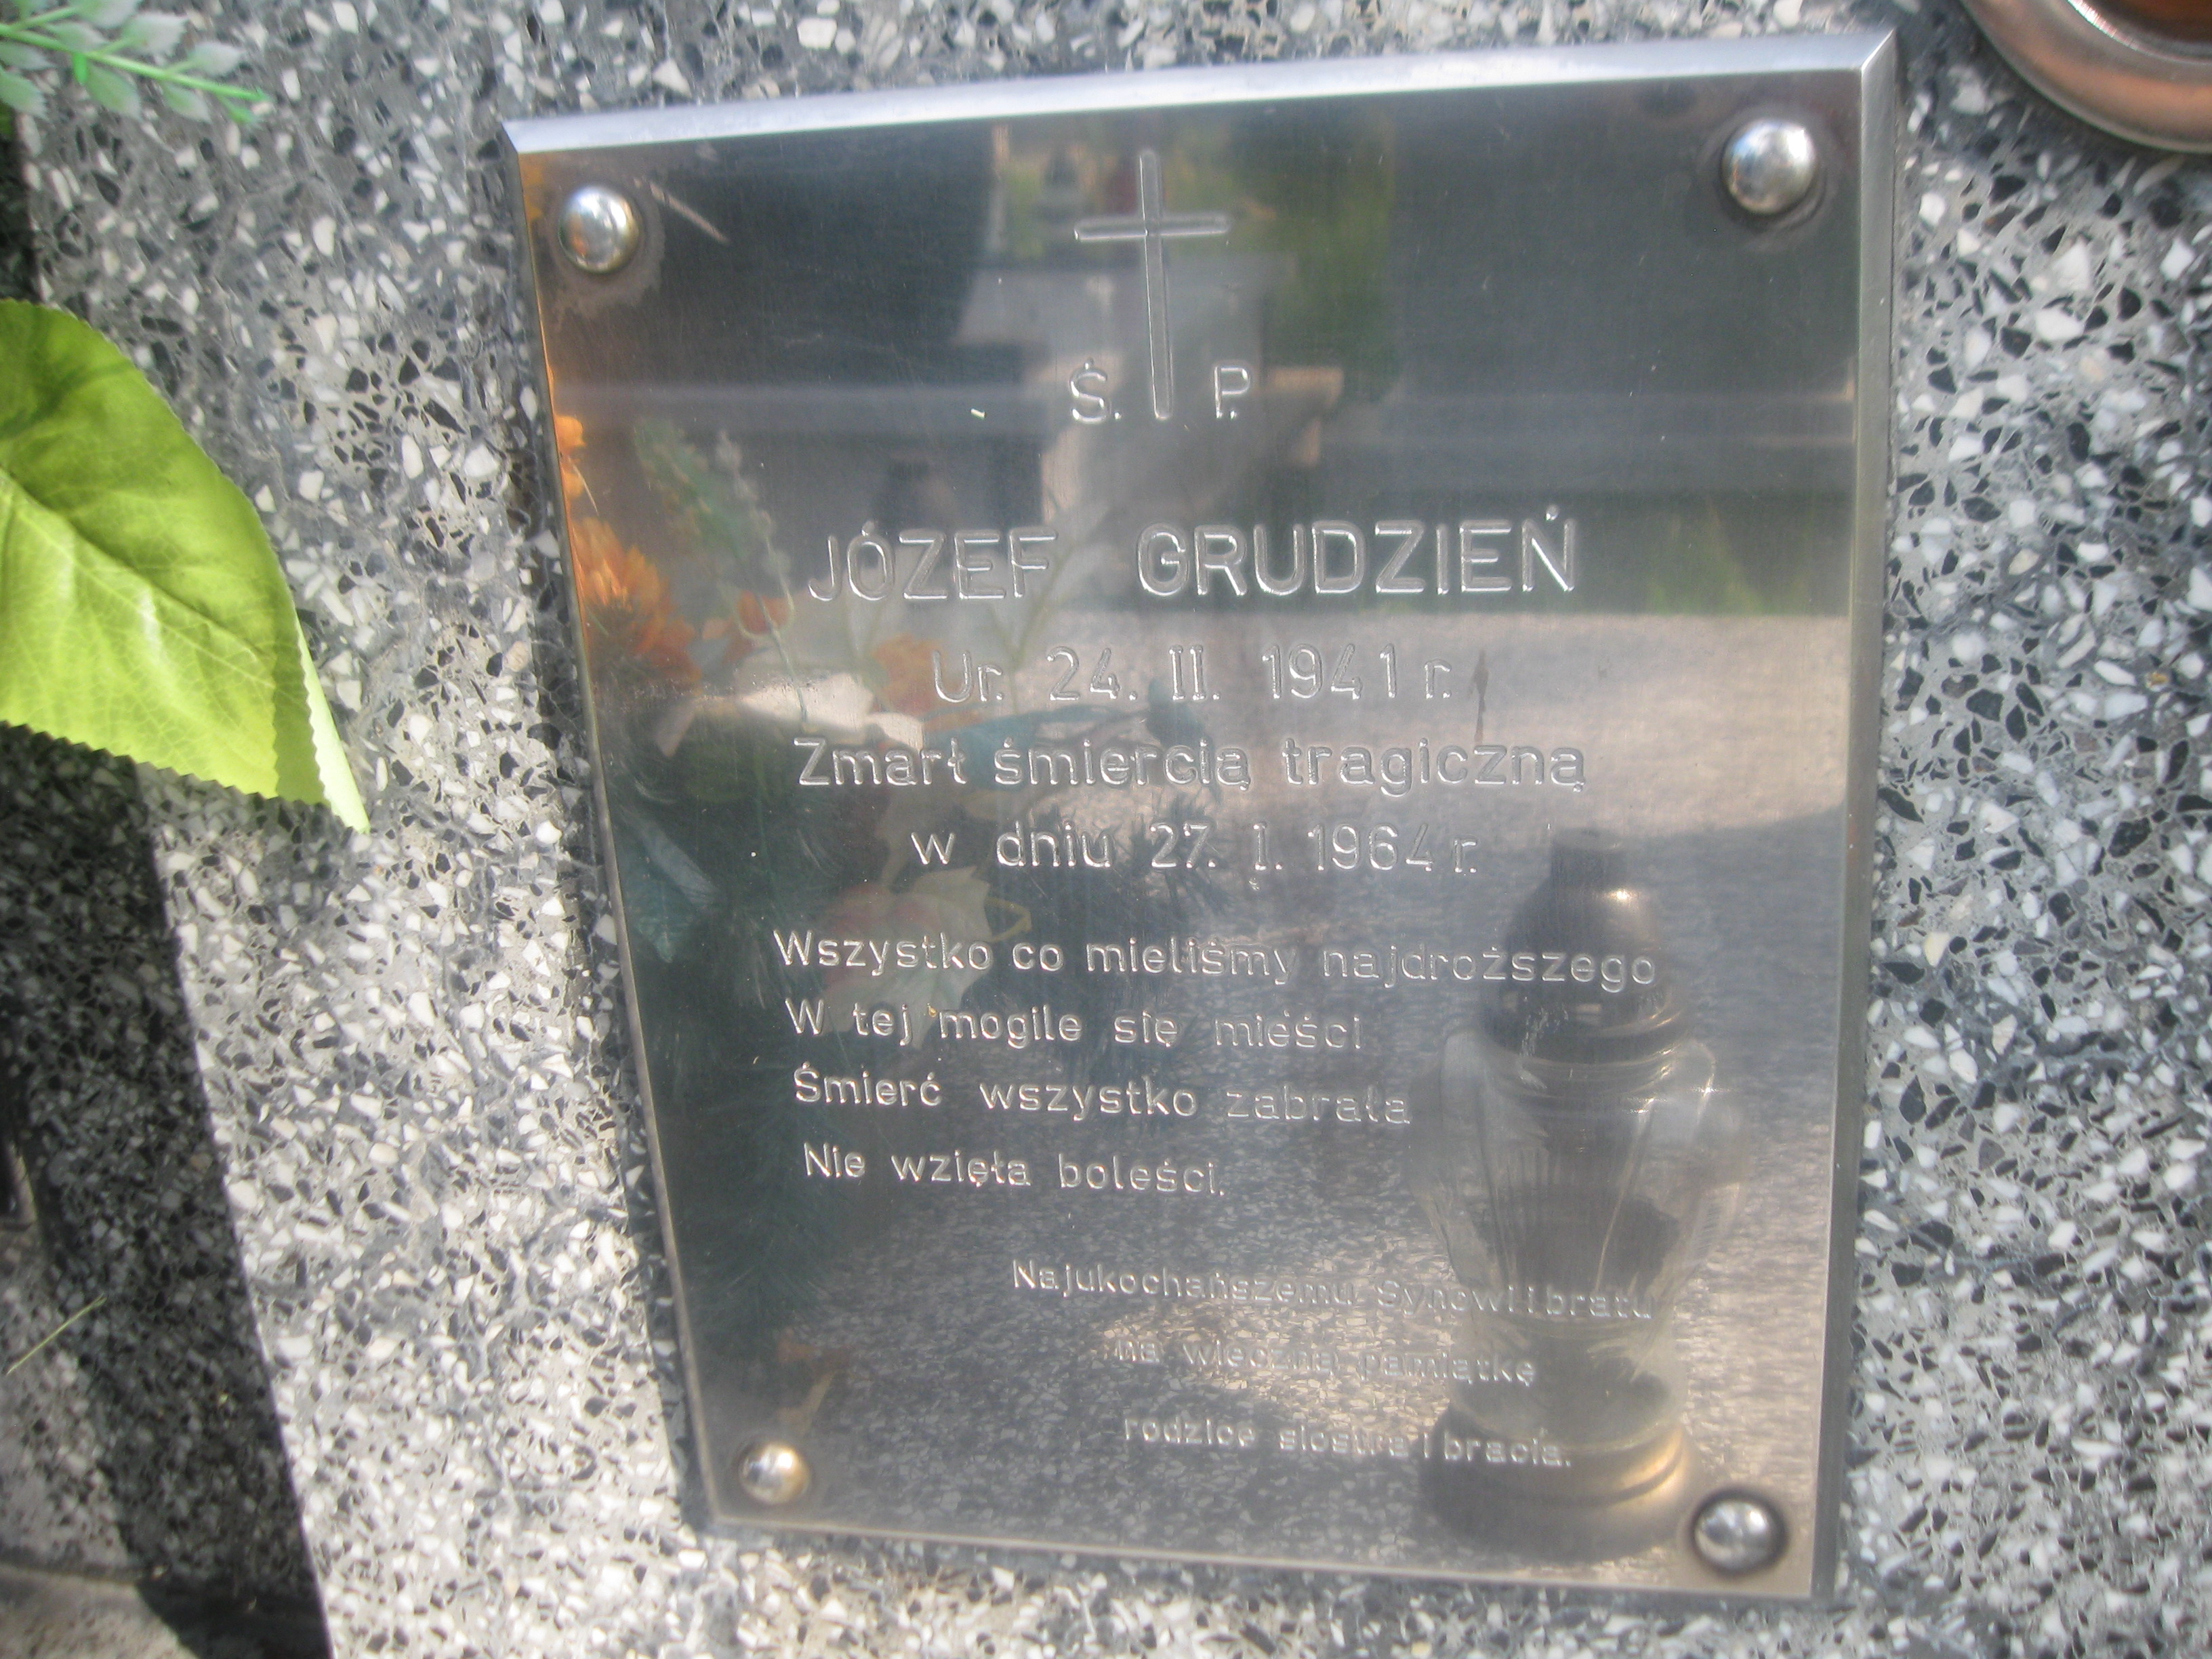 Ś. P.
JÓZEF GRUDZIEŃ
Ur. 24. II. 1941 r.
Zmarł śmiercią tragiczną
w dniu 27. I. 1964 r.
Wszystko co mieliśmy najdroższego
W tej mogile się mieści
Śmierć wszystko zabrała
Nie wzięła boleści.
Najukochańszemu Synowi i bratu
na wieczną pamiątkę
rodzice siostra i bracia.